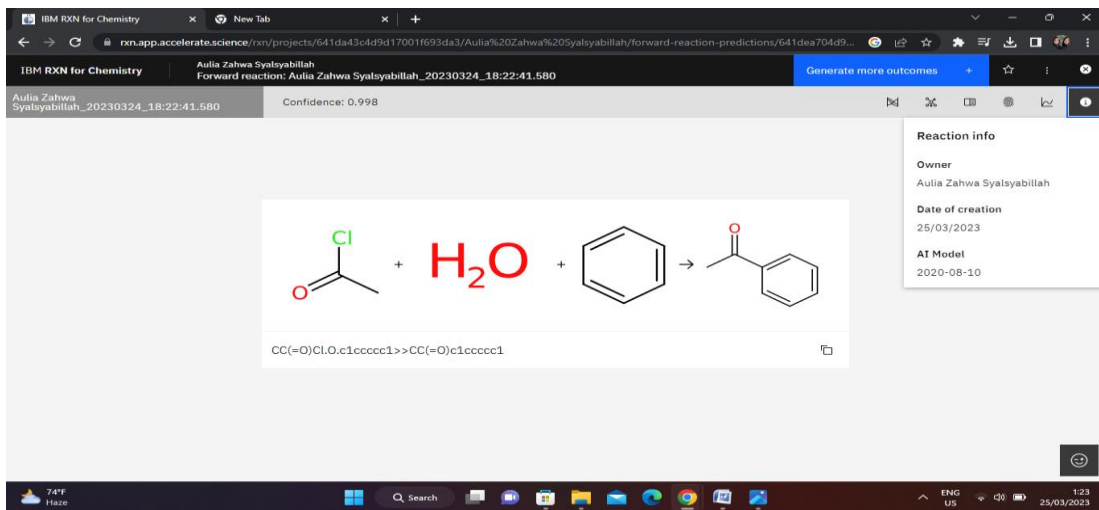 IBM RXN for Chemistry
New Tab
rxn.app.accelerate.science/rxn/projects/641da43c4d9d17001f693da3/Aulia%20Zahwa%20Syalsyabillah/forward-reaction-predictions/641dea704d9...
IBM RXN for Chemistry
Aulia Zahwa Syalsyabillah
Forward reaction: Aulia Zahwa Syalsyabillah_20230324_18:22:41.580
Generate more outcomes +
Aulia Zahwa
Syalsyabillah_20230324_18:22:41.580
Confidence: 0.998
Reaction info
Owner
Aulia Zahwa Syalsyabillah
Date of creation
25/03/2023
AI Model
2020-08-10
Cl
O
+ H₂O + → O
CC(=O)Cl.O.c1ccccc1>>CC(=O)c1ccccc1
74°F
Haze
Search
ENG
US
1:23
25/03/2023